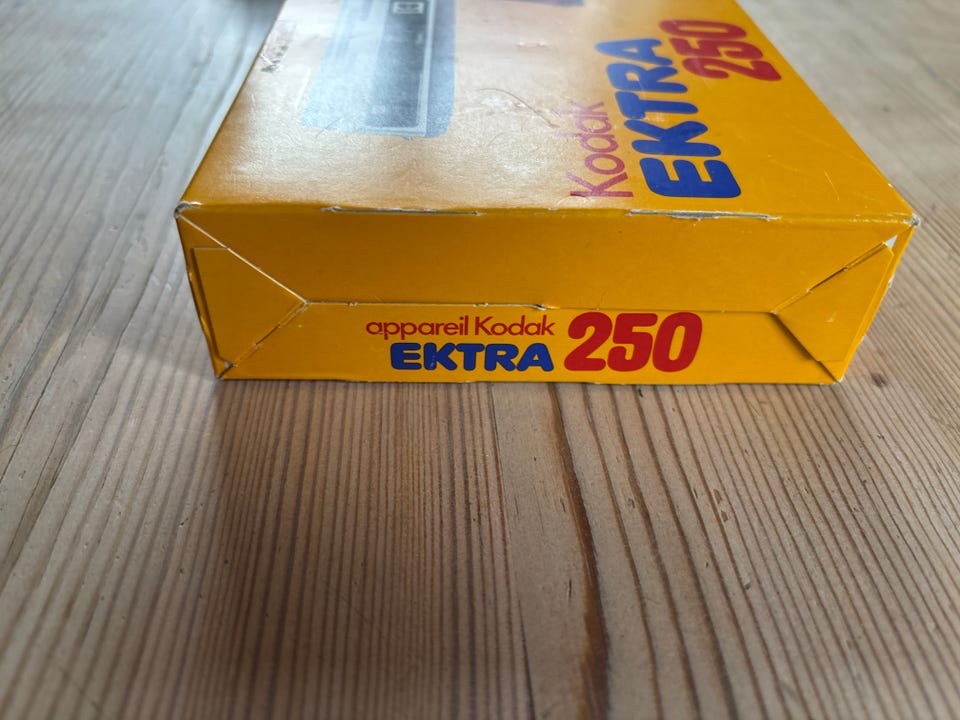 Kodak
EKTRA
250
appareil Kodak
EKTRA 250